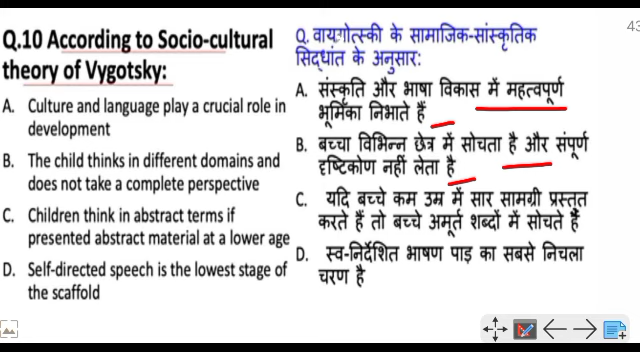 Q.10 According to Socio-cultural
theory of Vygotsky:
A. Culture and language play a crucial role in
development
B. The child thinks in different domains and
does not take a complete perspective
C. Children think in abstract terms if
presented abstract material at a lower age
D. Self-directed speech is the lowest stage of
the scaffold
Q. वायगोत्स्की के सामाजिक-सांस्कृतिक
सिद्धांत के अनुसार:
A. संस्कृति और भाषा विकास में महत्वपूर्ण
भूमिका निभाते हैं
B. बच्चा विभिन्न छेत्र में सोचता है और संपूर्ण
दृष्टिकोण नहीं लेता है
C. यदि बच्चे कम उम्र में सार सामग्री प्रस्तुत
करते हैं तो बच्चे अमूर्त शब्दों में सोचते हैं
D. स्व-निर्देशित भाषण पाड़ का सबसे निचला
चरण है
43